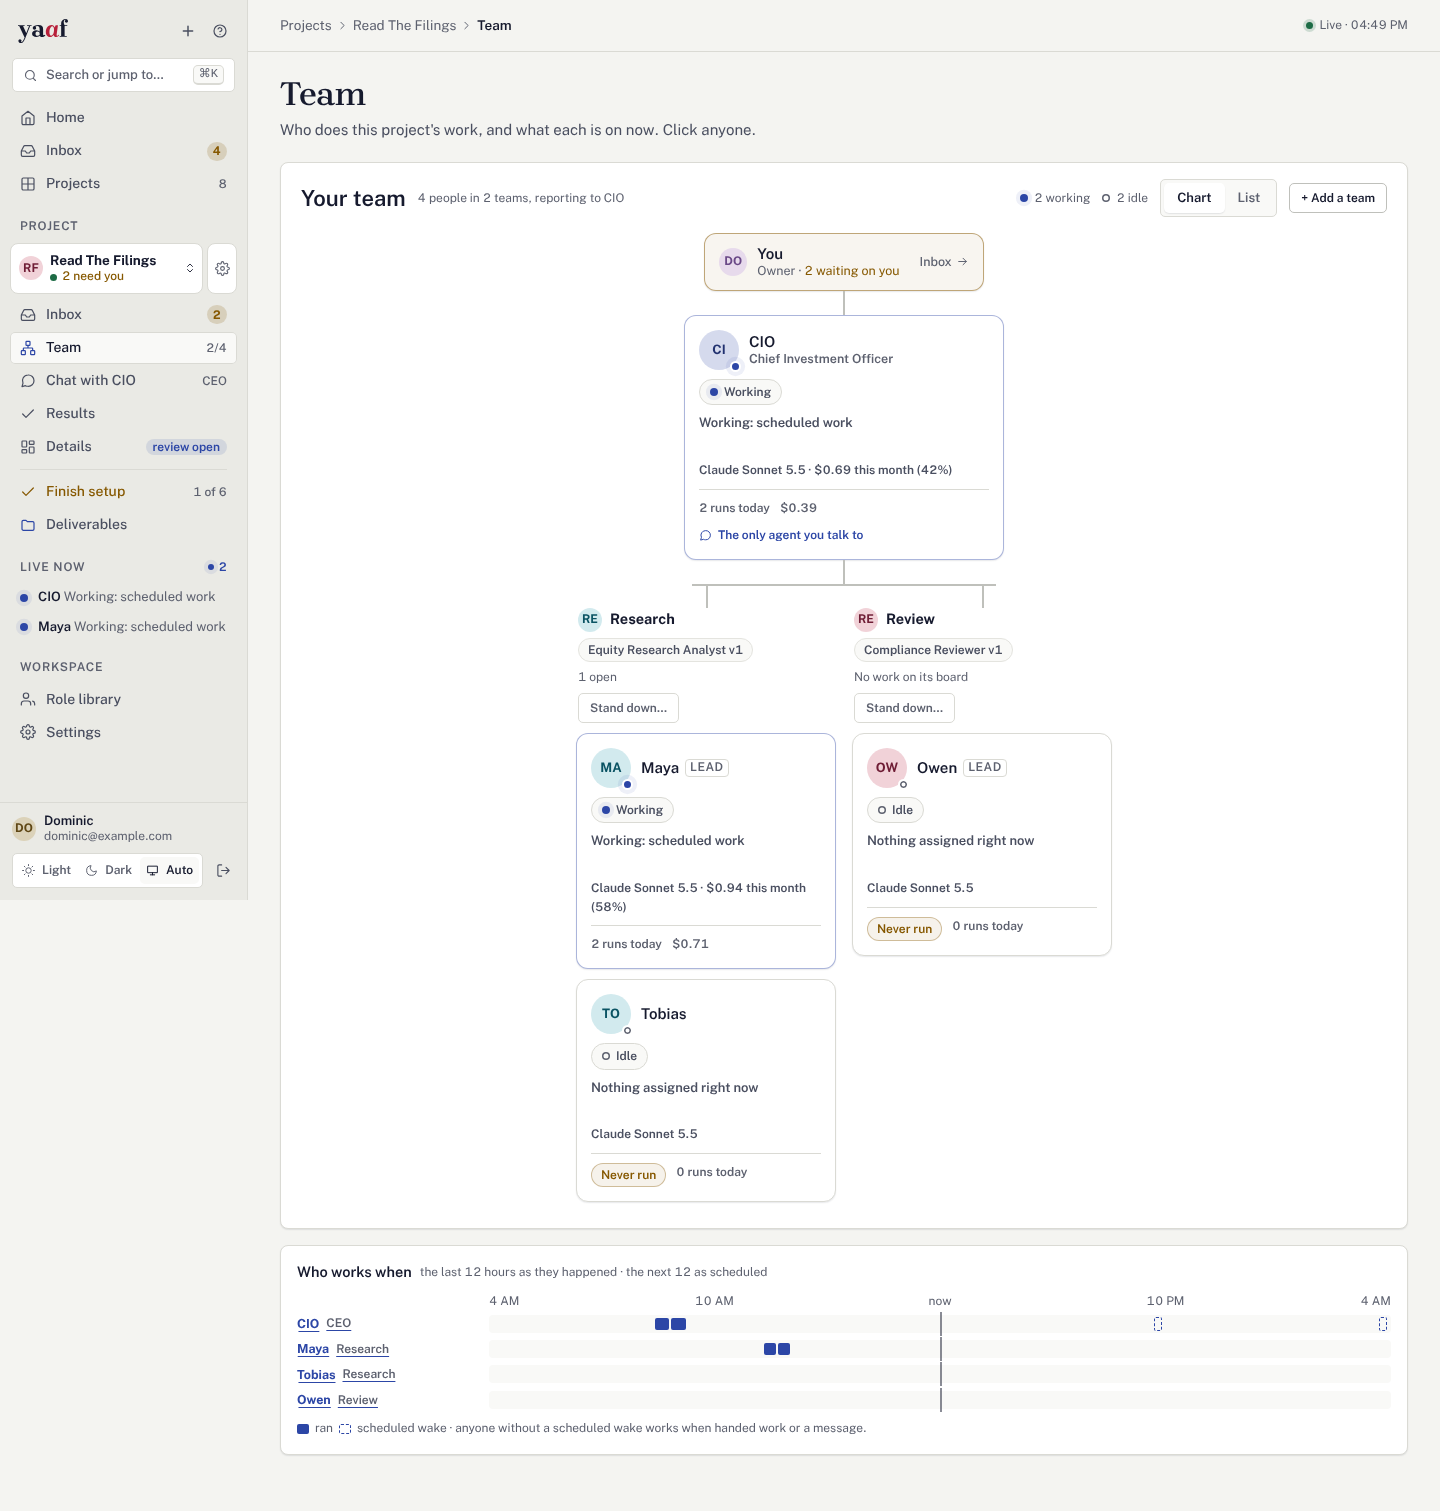 yaaf
Search or jump to... ⌘K
Home
Inbox 4
Projects 8
PROJECT
RF Read The Filings
2 need you
Inbox 2
Team 2/4
Chat with CIO CEO
Results
Details review open
Finish setup 1 of 6
Deliverables
LIVE NOW 2
CIO Working: scheduled work
Maya Working: scheduled work
WORKSPACE
Role library
Settings
DO Dominic
dominic@example.com
Light Dark Auto
Projects > Read The Filings > Team
Live · 04:49 PM
Team
Who does this project's work, and what each is on now. Click anyone.
Your team 4 people in 2 teams, reporting to CIO
2 working 2 idle Chart List + Add a team
DO You
Owner · 2 waiting on you
Inbox →
CI CIO
Chief Investment Officer
Working
Working: scheduled work
Claude Sonnet 5.5 · $0.69 this month (42%)
2 runs today $0.39
The only agent you talk to
RE Research
Equity Research Analyst v1
1 open
Stand down...
MA Maya LEAD
Working
Working: scheduled work
Claude Sonnet 5.5 · $0.94 this month
(58%)
2 runs today $0.71
TO Tobias
Idle
Nothing assigned right now
Claude Sonnet 5.5
Never run 0 runs today
RE Review
Compliance Reviewer v1
No work on its board
Stand down...
OW Owen LEAD
Idle
Nothing assigned right now
Claude Sonnet 5.5
Never run 0 runs today
Who works when the last 12 hours as they happened · the next 12 as scheduled
4 AM 10 AM now 10 PM 4 AM
CIO CEO
Maya Research
Tobias Research
Owen Review
ran scheduled wake · anyone without a scheduled wake works when handed work or a message.